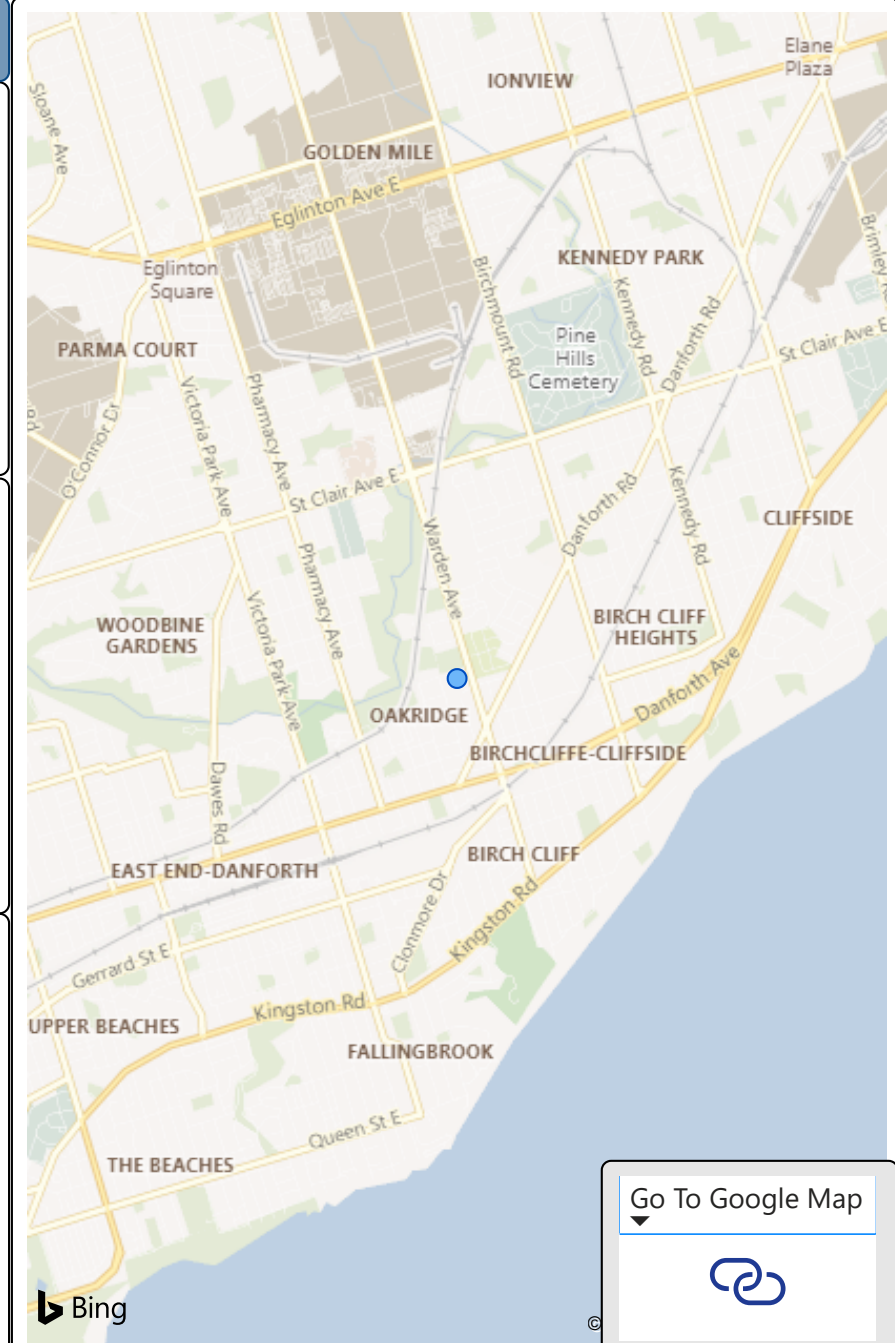 Elane
Plaza
IONVIEW
Sloane Ave
GOLDEN MILE
Eglinton Ave E
Eglinton
Square
KENNEDY PARK
Birchmount Rd
Kennedy Rd
Danforth Rd
Pine
Hills
Cemetery
St Clair Ave E
PARMA COURT
Victoria Park Ave
Pharmacy Ave
O'Connor Dr
Rd
St Clair Ave E
Danforth Rd
Kennedy Rd
CLIFFSIDE
Warden Ave
Pharmacy Ave
Victoria Park Ave
WOODBINE
GARDENS
BIRCH CLIFF
HEIGHTS
Danforth Ave
OAKRIDGE
BIRCHCLIFFE-CLIFFSIDE
Dawes Rd
EAST END-DANFORTH
BIRCH CLIFF
Clonmore Dr
Kingston Rd
Gerrard St E
Kingston Rd
UPPER BEACHES
FALLINGBROOK
Queen St E
THE BEACHES
Go To Google Map
Bing
©